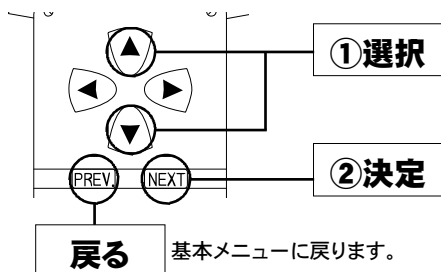 ①選択
②決定
PREV.
NEXT
戻る
基本メニューに戻ります。